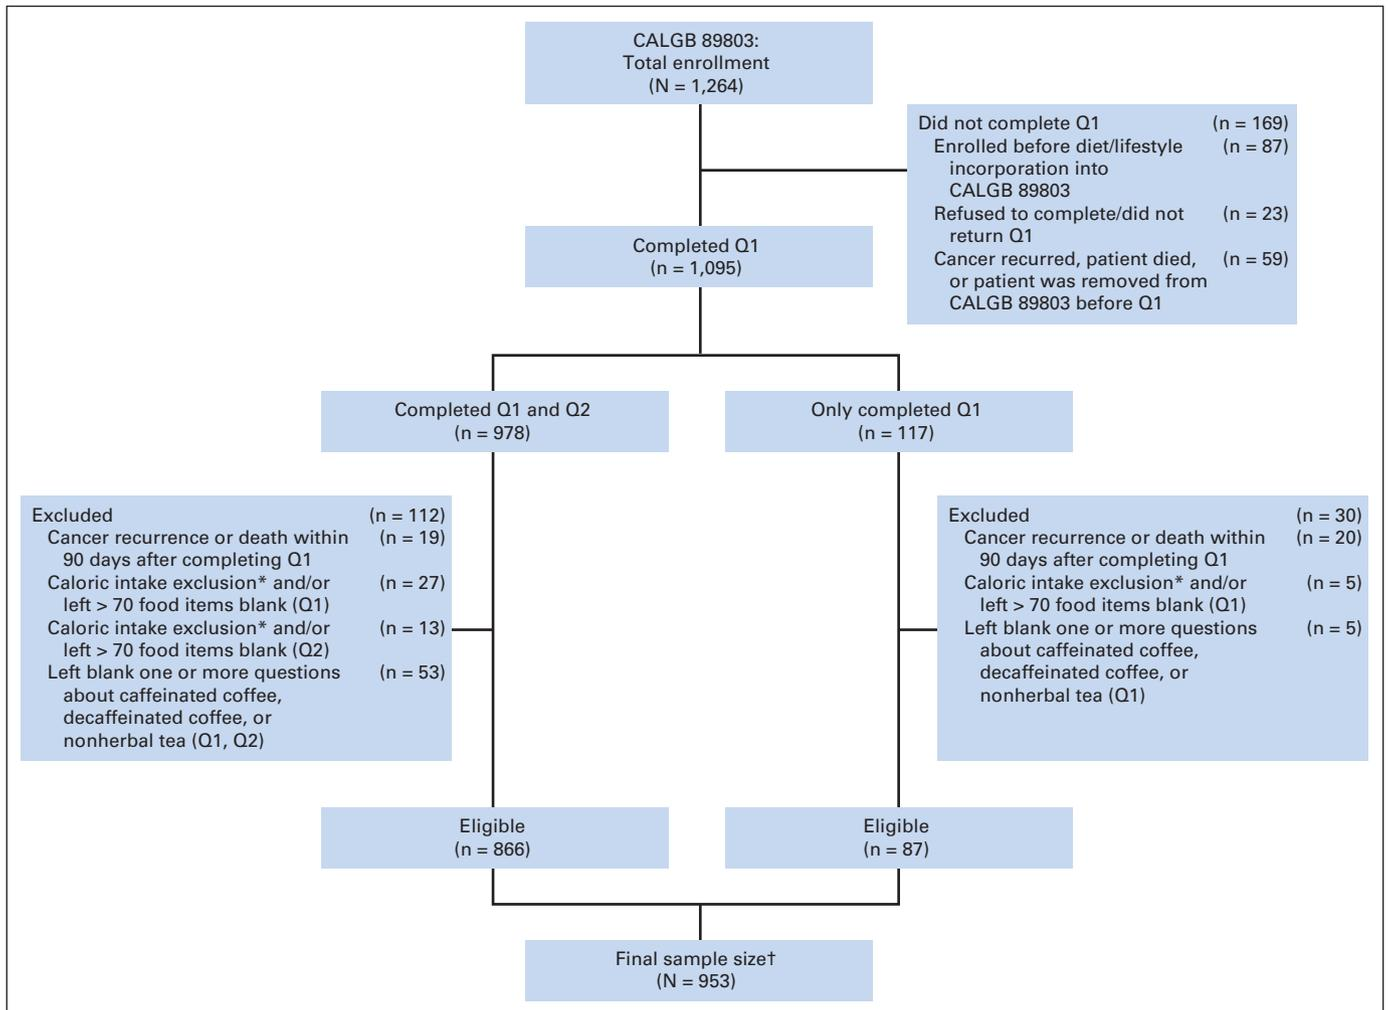 CALGB 89803:
Total enrollment
(N = 1,264)
Did not complete Q1 (n = 169)
Enrolled before diet/lifestyle (n = 87)
incorporation into
CALGB 89803
Refused to complete/did not (n = 23)
return Q1
Cancer recurred, patient died, (n = 59)
or patient was removed from
CALGB 89803 before Q1
Completed Q1
(n = 1,095)
Completed Q1 and Q2
(n = 978)
Only completed Q1
(n = 117)
Excluded (n = 112)
Cancer recurrence or death within (n = 19)
90 days after completing Q1
Caloric intake exclusion* and/or (n = 27)
left > 70 food items blank (Q1)
Caloric intake exclusion* and/or (n = 13)
left > 70 food items blank (Q2)
Left blank one or more questions (n = 53)
about caffeinated coffee,
decaffeinated coffee, or
nonherbal tea (Q1, Q2)
Excluded (n = 30)
Cancer recurrence or death within (n = 20)
90 days after completing Q1
Caloric intake exclusion* and/or (n = 5)
left > 70 food items blank (Q1)
Left blank one or more questions (n = 5)
about caffeinated coffee,
decaffeinated coffee, or
nonherbal tea (Q1)
Eligible
(n = 866)
Eligible
(n = 87)
Final sample size†
(N = 953)